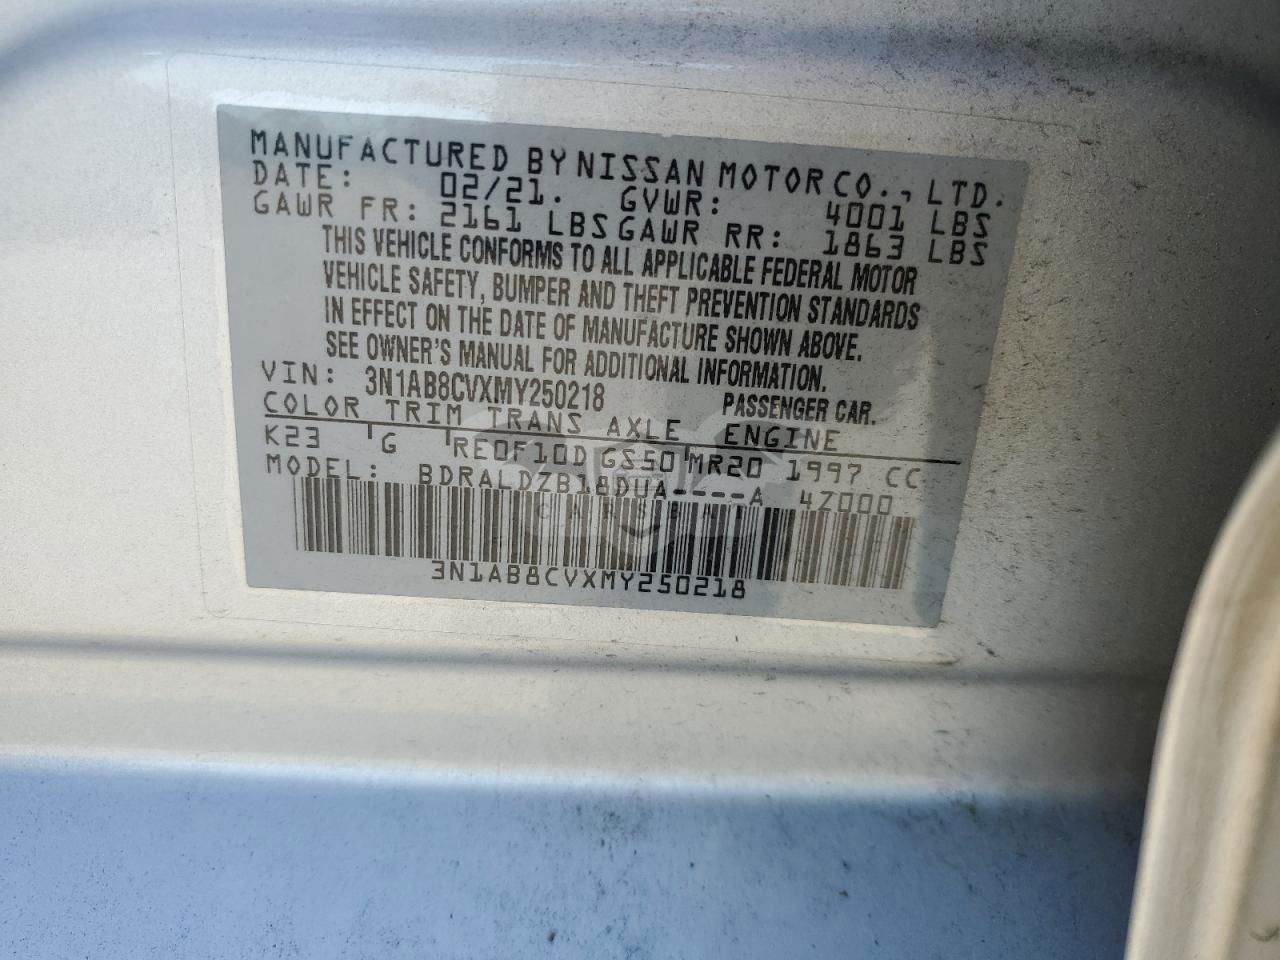 MANUFACTURED BY NISSAN MOTOR CO., LTD.
DATE: 02/21. GVWR: 4001 LBS
GAWR FR: 2161 LBS GAWR RR: 1863 LBS
THIS VEHICLE CONFORMS TO ALL APPLICABLE FEDERAL MOTOR
VEHICLE SAFETY, BUMPER AND THEFT PREVENTION STANDARDS
IN EFFECT ON THE DATE OF MANUFACTURE SHOWN ABOVE.
SEE OWNER'S MANUAL FOR ADDITIONAL INFORMATION.
VIN: 3N1AB8CVXMY250218 PASSENGER CAR.
COLOR TRIM TRANS AXLE ENGINE
K23 G RE0F10D GS50 MR20 1997 CC
MODEL: BDRALDZB18DUA----A 4Z000
3N1AB8CVXMY250218